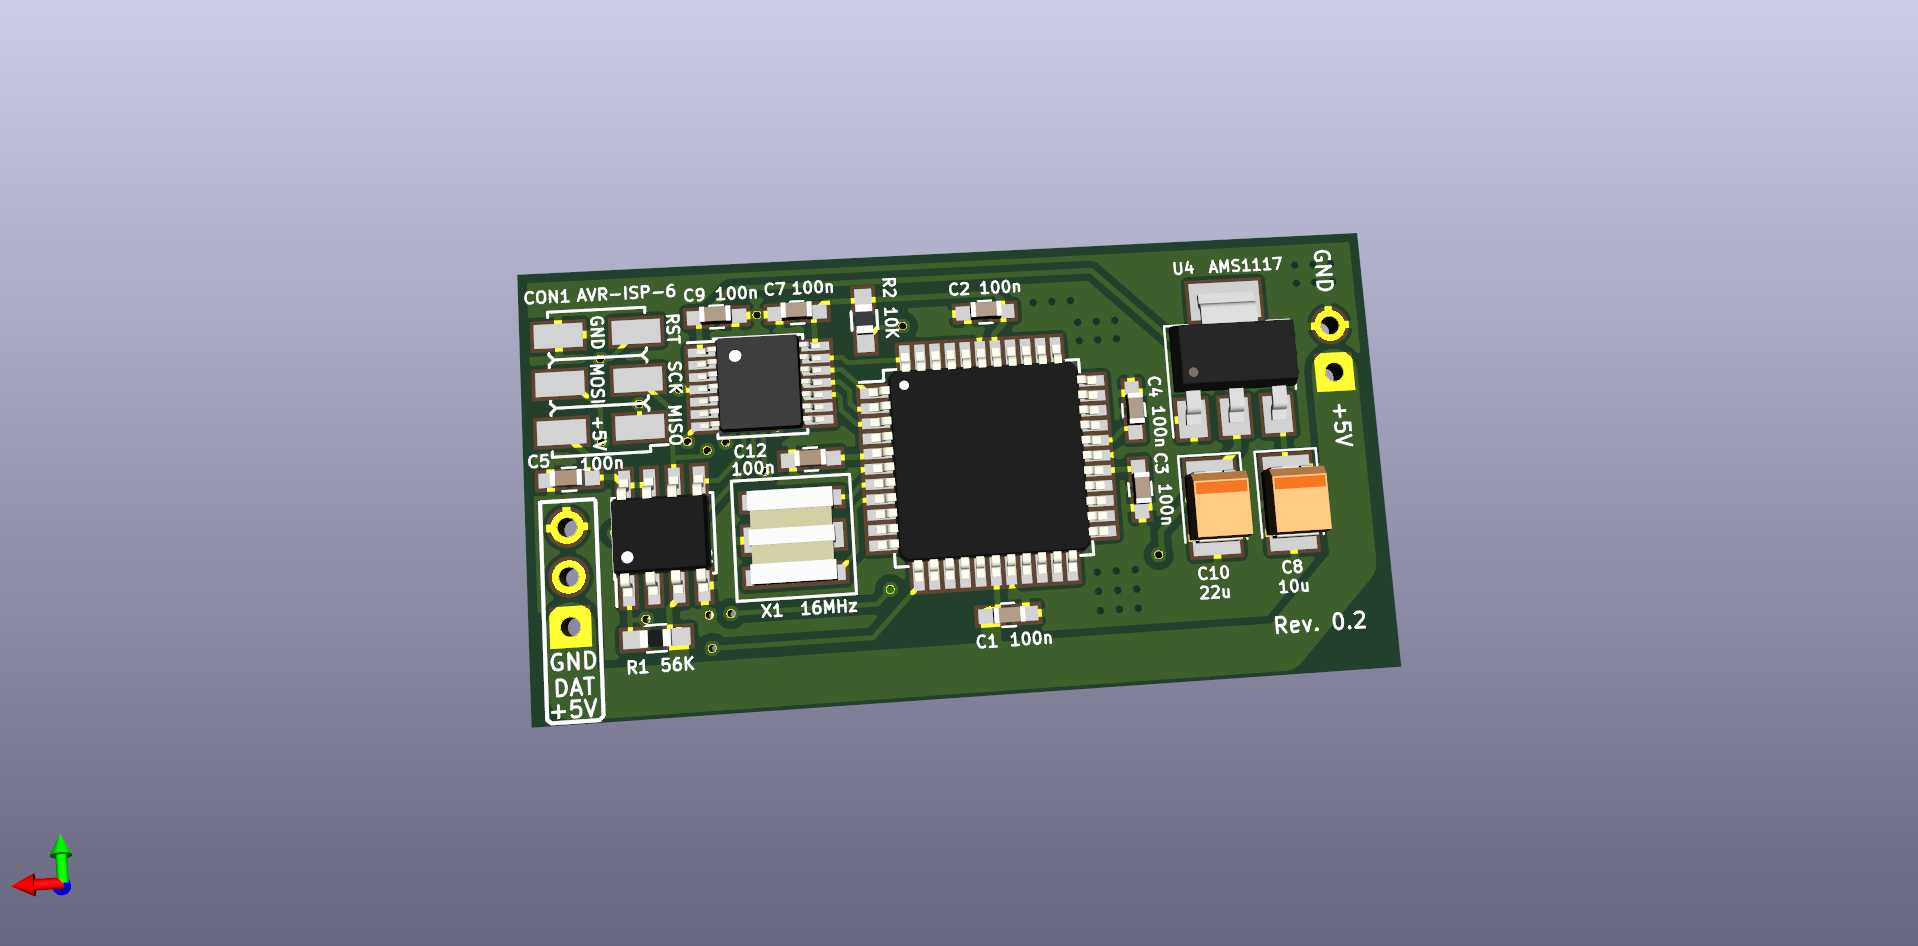 CON1 AVR-ISP-6
C9 100n
C7 100n
R2 10K
C2 100n
U4 AMS1117
GND
GND
RST
MOSI
SCK
+5V
MISO
C5 100n
C12
100n
C4 100n
C3 100n
+5V
X1 16MHz
C10
22u
C8
10u
C1 100n
Rev. 0.2
R1 56K
GND
DAT
+5V